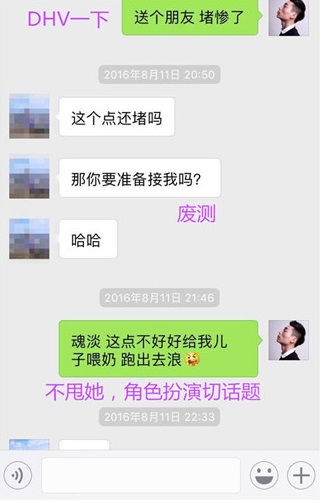 DHV一下
送个朋友 堵惨了
2016年8月11日 20:50
这个点还堵吗
那你要准备接我吗?
废测
哈哈
2016年8月11日 21:46
魂淡 这点不好好给我儿
子喂奶 跑出去浪
不甩她，角色扮演切话题
2016年8月11日 22:33